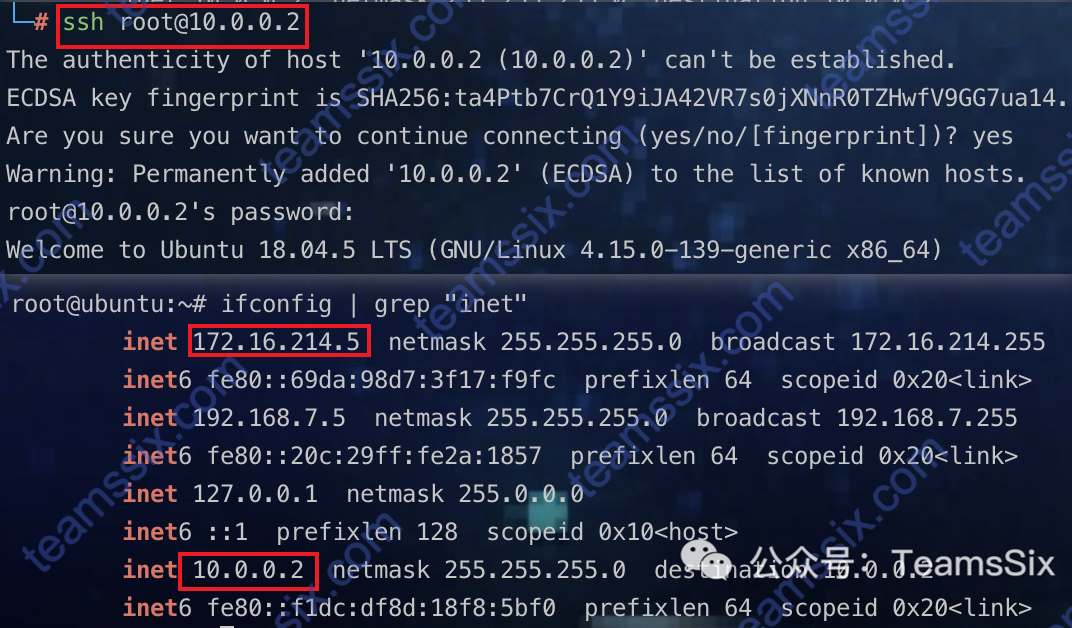 └─# ssh root@10.0.0.2
The authenticity of host '10.0.0.2 (10.0.0.2)' can't be established.
ECDSA key fingerprint is SHA256:ta4Ptb7CrQ1Y9iJA42VR7s0jXNnR0TZHwfV9GG7ua14.
Are you sure you want to continue connecting (yes/no/[fingerprint])? yes
Warning: Permanently added '10.0.0.2' (ECDSA) to the list of known hosts.
root@10.0.0.2's password:
Welcome to Ubuntu 18.04.5 LTS (GNU/Linux 4.15.0-139-generic x86_64)
root@ubuntu:~# ifconfig | grep "inet"
inet 172.16.214.5 netmask 255.255.255.0 broadcast 172.16.214.255
inet6 fe80::69da:98d7:3f17:f9fc prefixlen 64 scopeid 0x20<link>
inet 192.168.7.5 netmask 255.255.255.0 broadcast 192.168.7.255
inet6 fe80::20c:29ff:fe2a:1857 prefixlen 64 scopeid 0x20<link>
inet 127.0.0.1 netmask 255.0.0.0
inet6 ::1 prefixlen 128 scopeid 0x10<host>
inet 10.0.0.2 netmask 255.255.255.0 destination 10.0.0.2
inet6 fe80::f1dc:df8d:18f8:5bf0 prefixlen 64 scopeid 0x20<link>
公众号：TeamsSix
teamssix.com